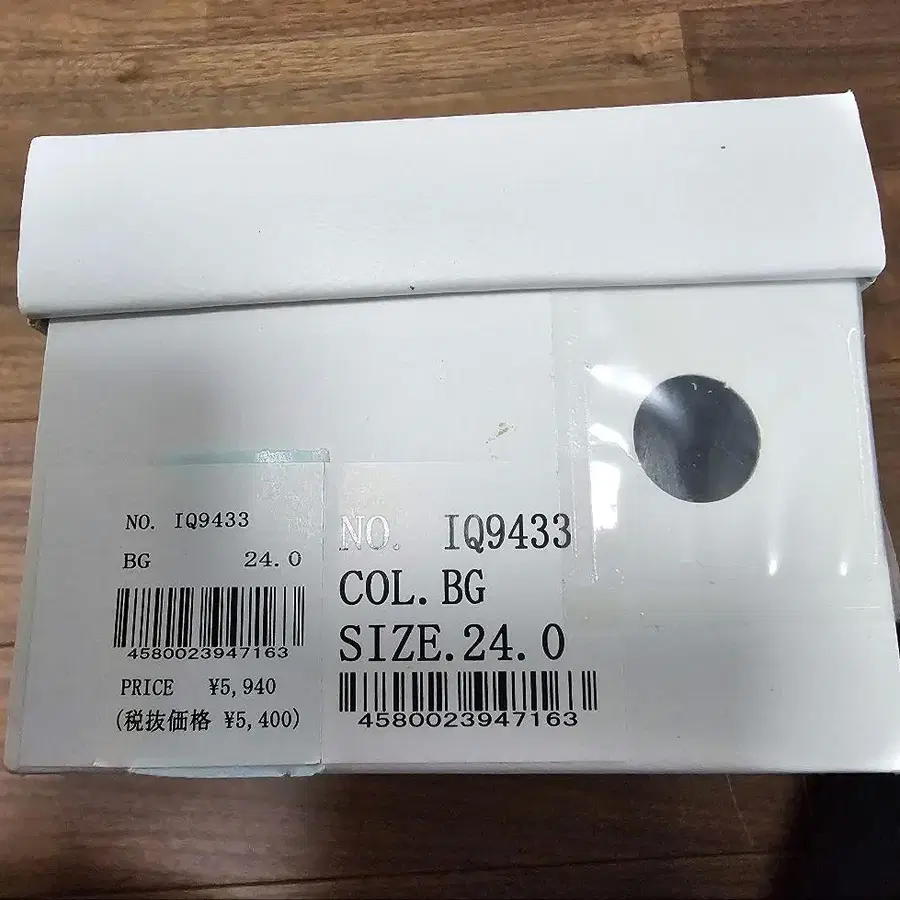 NO. IQ9433
BG 24.0
4580023947163
PRICE ¥5,940
(税抜価格 ¥5,400)
NO. IQ9433
COL. BG
SIZE.24.0
4580023947163